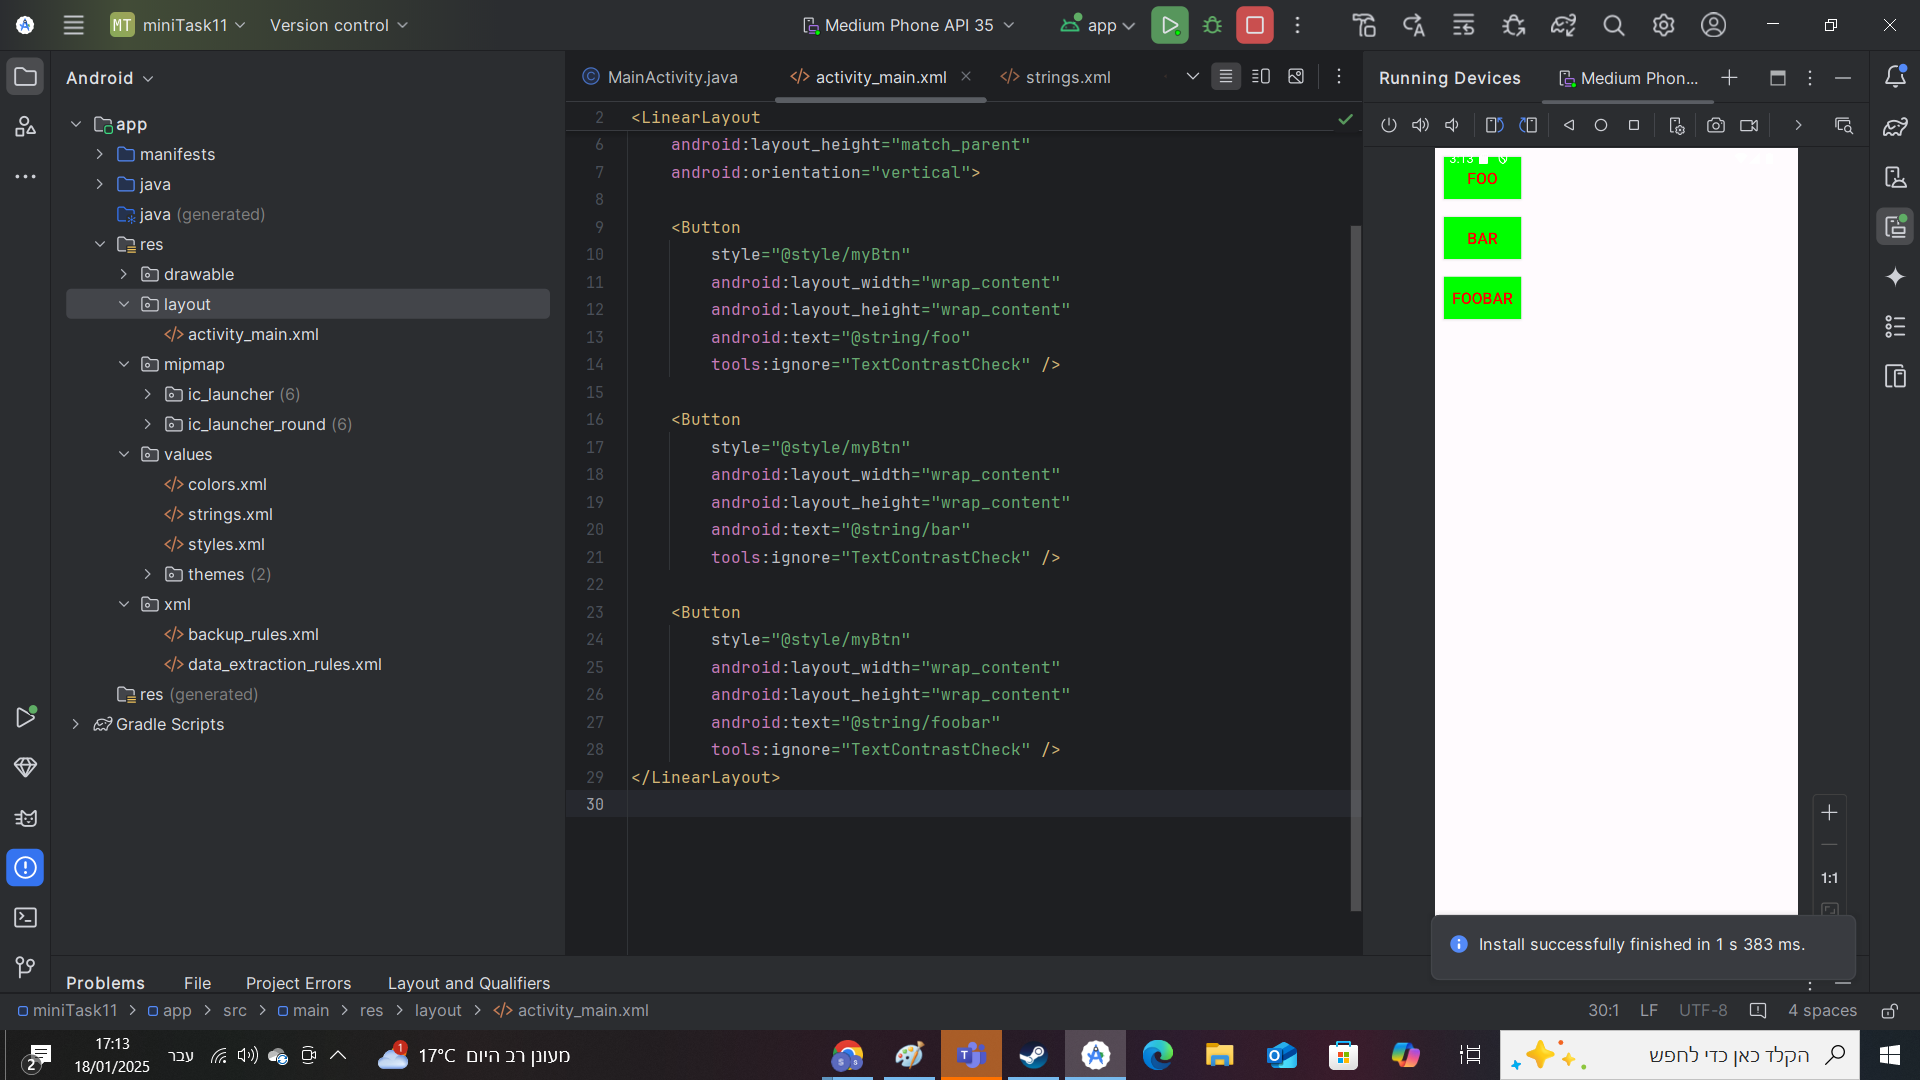 MT miniTask11
Version control
Medium Phone API 35
app
Android
app
manifests
java
java (generated)
res
drawable
layout
activity_main.xml
mipmap
ic_launcher (6)
ic_launcher_round (6)
values
colors.xml
strings.xml
styles.xml
themes (2)
xml
backup_rules.xml
data_extraction_rules.xml
res (generated)
Gradle Scripts
MainActivity.java
activity_main.xml
strings.xml
2 <LinearLayout
6 android:layout_height="match_parent"
7 android:orientation="vertical">
8
9 <Button
10 style="@style/myBtn"
11 android:layout_width="wrap_content"
12 android:layout_height="wrap_content"
13 android:text="@string/foo"
14 tools:ignore="TextContrastCheck" />
15
16 <Button
17 style="@style/myBtn"
18 android:layout_width="wrap_content"
19 android:layout_height="wrap_content"
20 android:text="@string/bar"
21 tools:ignore="TextContrastCheck" />
22
23 <Button
24 style="@style/myBtn"
25 android:layout_width="wrap_content"
26 android:layout_height="wrap_content"
27 android:text="@string/foobar"
28 tools:ignore="TextContrastCheck" />
29 </LinearLayout>
30
Running Devices
Medium Phon...
3:13
FOO
BAR
FOOBAR
1:1
Install successfully finished in 1 s 383 ms.
Problems
File
Project Errors
Layout and Qualifiers
miniTask11 > app > src > main > res > layout > activity_main.xml
30:1
LF
UTF-8
4 spaces
2
17:13
18/01/2025
עבר
1
17°C מעונן רב היום
הקלד כאן כדי לחפש